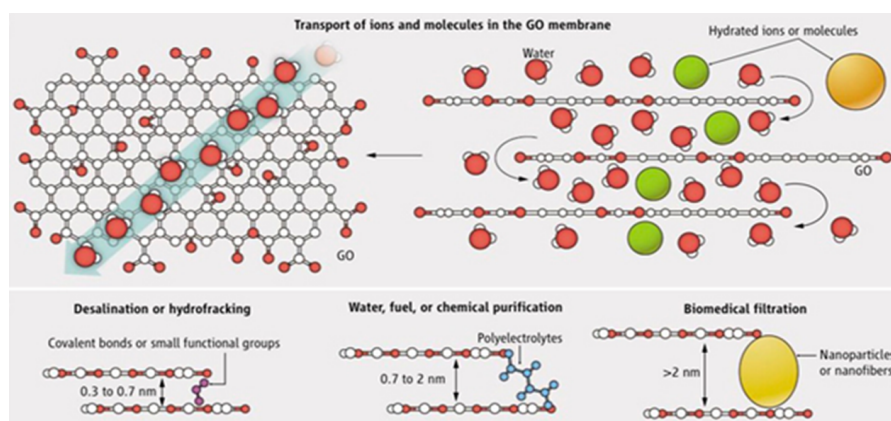 Transport of ions and molecules in the GO membrane
Hydrated ions or molecules
Water
GO
GO
Desalination or hydrofracking
Covalent bonds or small functional groups
0.3 to 0.7 nm
Water, fuel, or chemical purification
Polyelectrolytes
0.7 to 2 nm
Biomedical filtration
>2 nm
Nanoparticles
or nanofibers